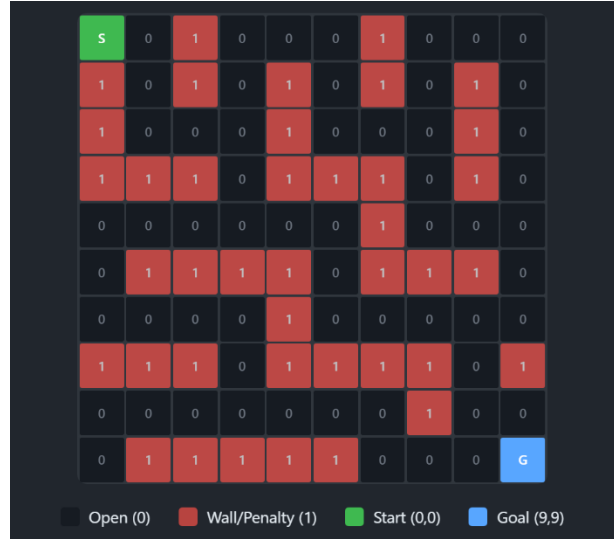 S 0 1 0 0 0 1 0 0 0
1 0 1 0 1 0 1 0 1 0
1 0 0 0 1 0 0 0 1 0
1 1 1 0 1 1 1 0 1 0
0 0 0 0 0 0 1 0 0 0
0 1 1 1 1 0 1 1 1 0
0 0 0 0 1 0 0 0 0 0
1 1 1 0 1 1 1 1 0 1
0 0 0 0 0 0 0 1 0 0
0 1 1 1 1 1 0 0 0 G
Open (0) Wall/Penalty (1) Start (0,0) Goal (9,9)